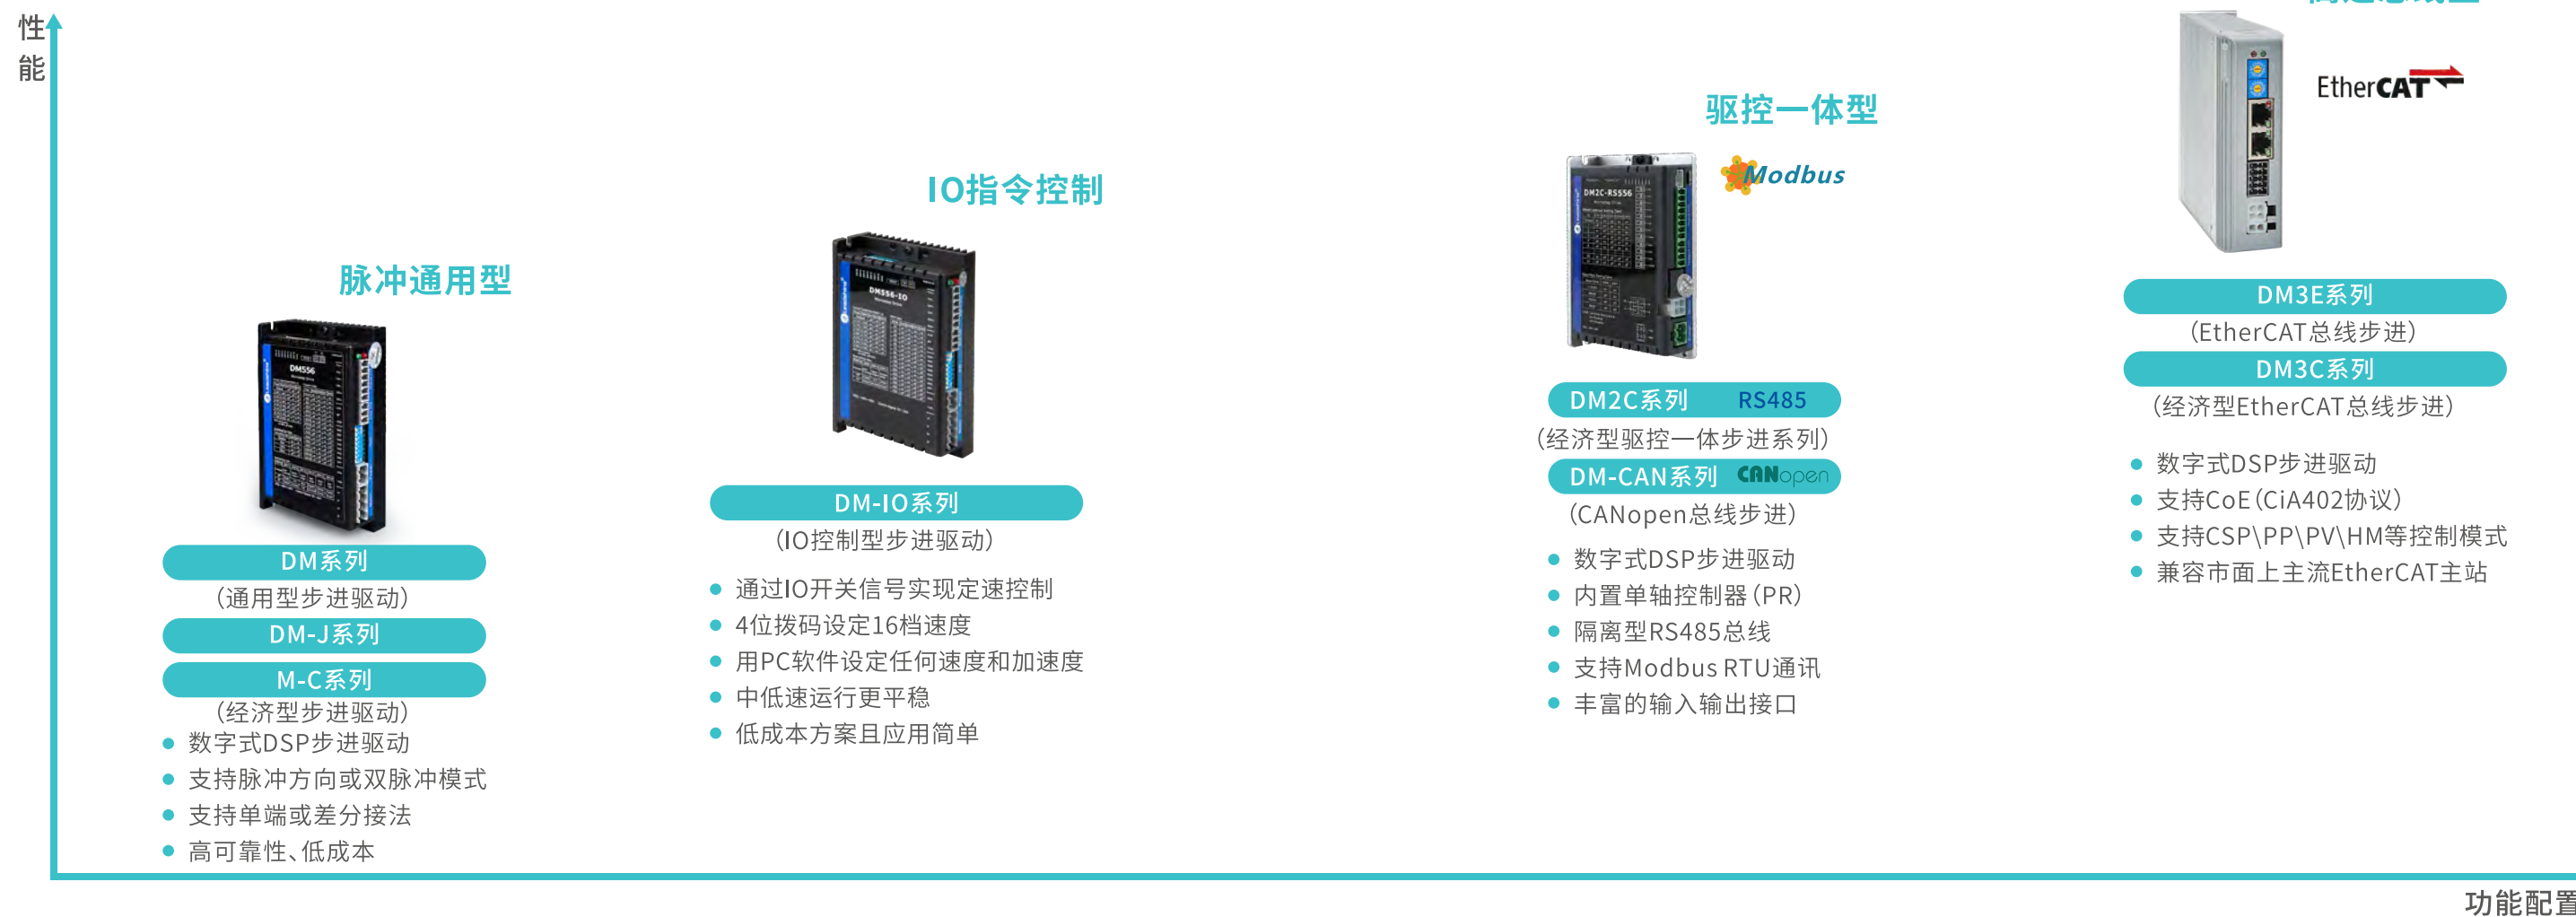 性
能
脉冲通用型
DM556
DM系列
(通用型步进驱动)
DM-J系列
M-C系列
(经济型步进驱动)
数字式DSP步进驱动
支持脉冲方向或双脉冲模式
支持单端或差分接法
高可靠性、低成本
IO指令控制
DM556-IO
DM-IO系列
(IO控制型步进驱动)
通过IO开关信号实现定速控制
4位拨码设定16档速度
用PC软件设定任何速度和加速度
中低速运行更平稳
低成本方案且应用简单
驱控一体型
Modbus
DM2C-RS556
DM2C系列 RS485
(经济型驱控一体步进系列)
DM-CAN系列 CANopen
(CANopen总线步进)
数字式DSP步进驱动
内置单轴控制器(PR)
隔离型RS485总线
支持Modbus RTU通讯
丰富的输入输出接口
EtherCAT
DM3E系列
(EtherCAT总线步进)
DM3C系列
(经济型EtherCAT总线步进)
数字式DSP步进驱动
支持CoE(CiA402协议)
支持CSP\PP\PV\HM等控制模式
兼容市面上主流EtherCAT主站
功能配置